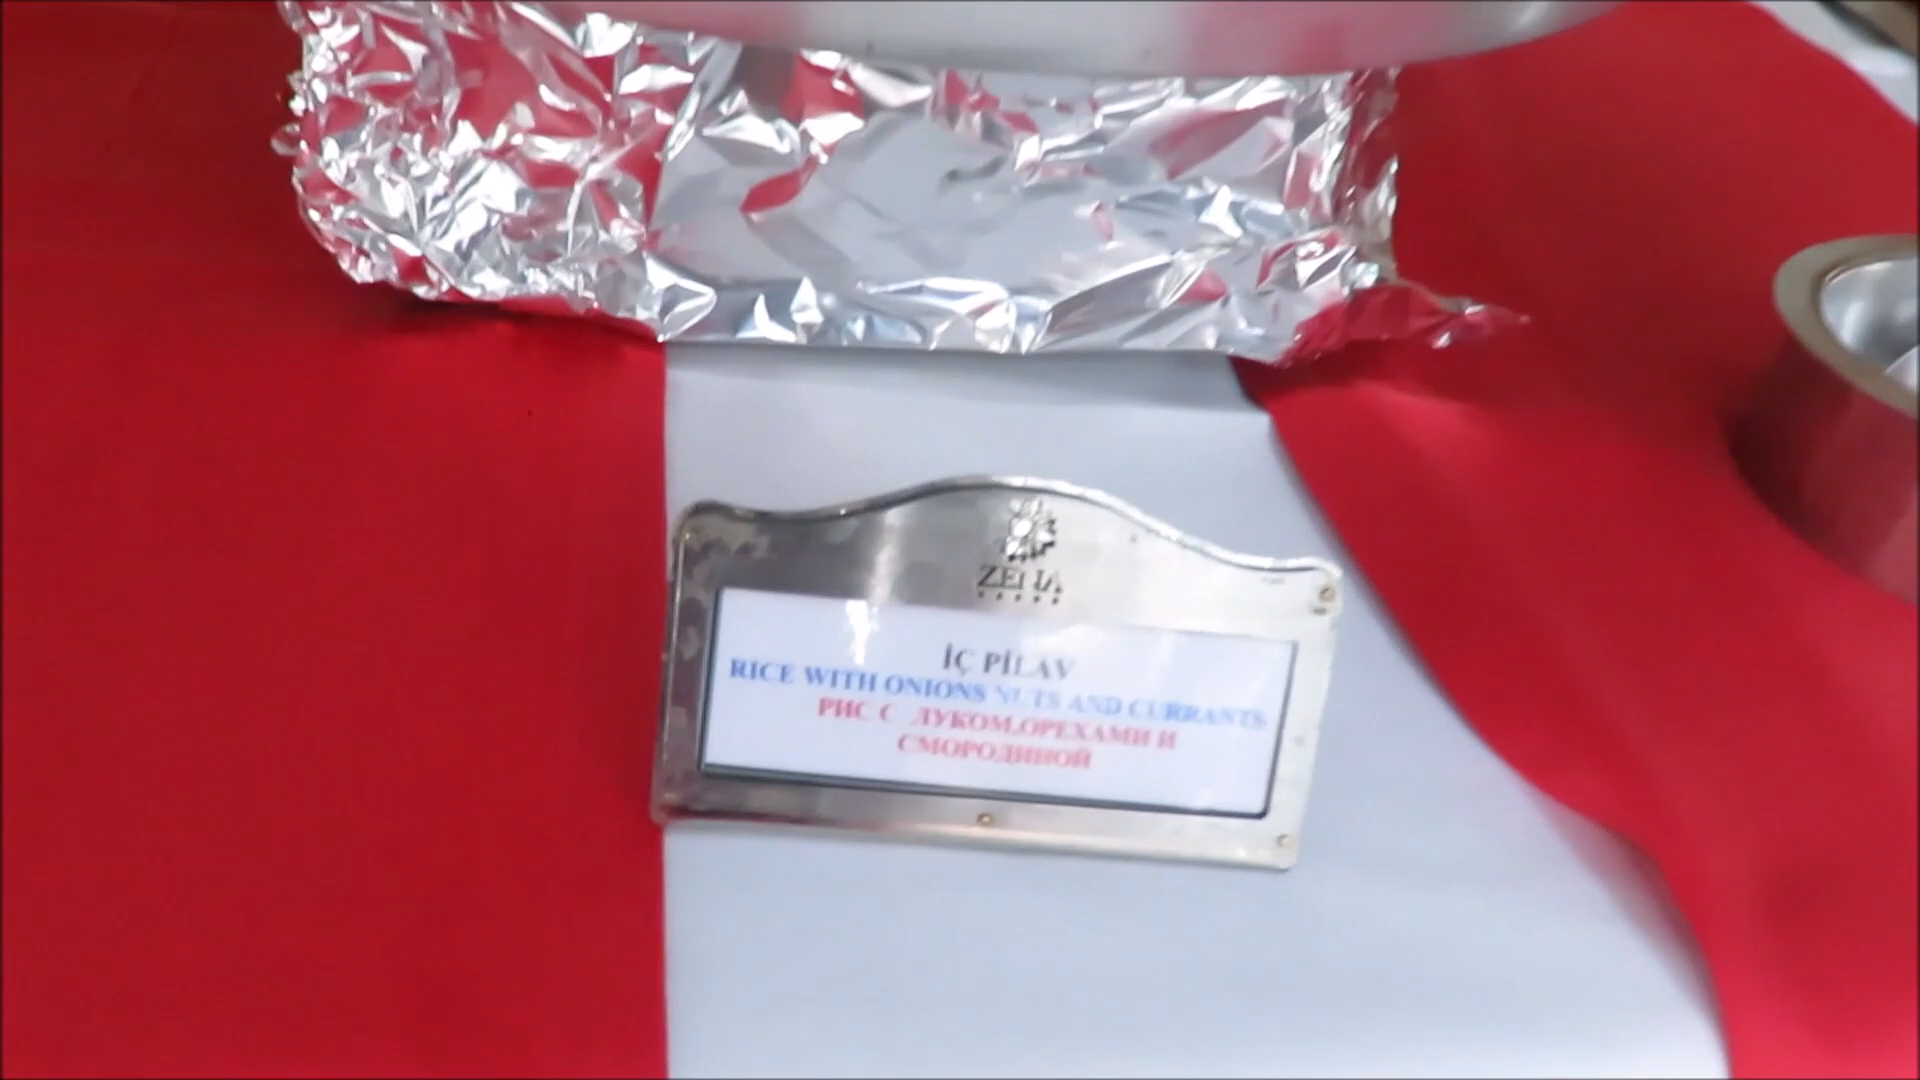 ZENA
İÇ PİLAV
RICE WITH ONIONS NUTS AND CURRANTS
РИС С ЛУКОМ.ОРЕХАМИ И
СМОРОДИНОЙ